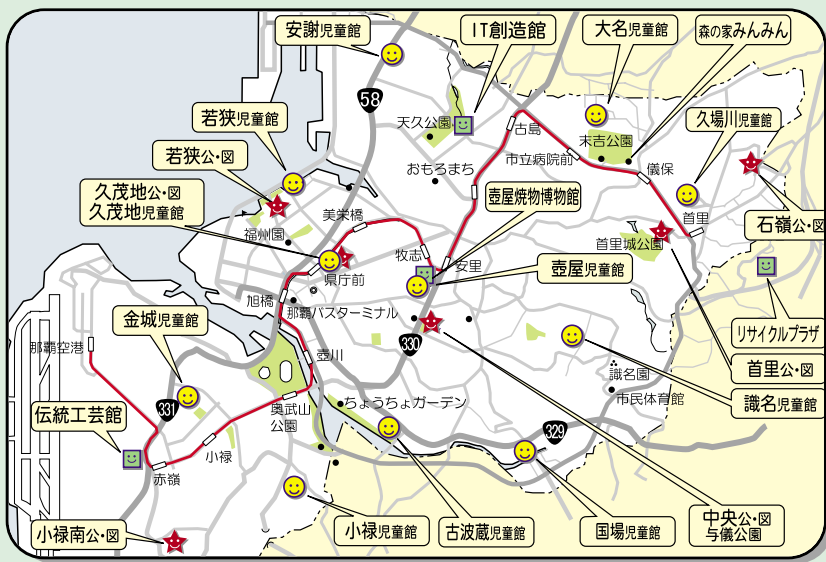 安謝児童館
IT創造館
大名児童館
森の家みんみん
58
若狭児童館
天久公園
古島
末吉公園
久場川児童館
若狭公・図
おもろまち
市立病院前
儀保
久茂地公・図
久茂地児童館
美栄橋
壺屋焼物博物館
首里
石嶺公・図
福州園
牧志
安里
首里城公園
県庁前
壺屋児童館
旭橋
那覇バスターミナル
金城児童館
リサイクルプラザ
那覇空港
壺川
330
首里公・図
識名園
市民体育館
識名児童館
331
奥武山
公園
ちょうちょガーデン
伝統工芸館
小禄
329
赤嶺
小禄南公・図
小禄児童館
古波蔵児童館
国場児童館
中央公・図
与儀公園